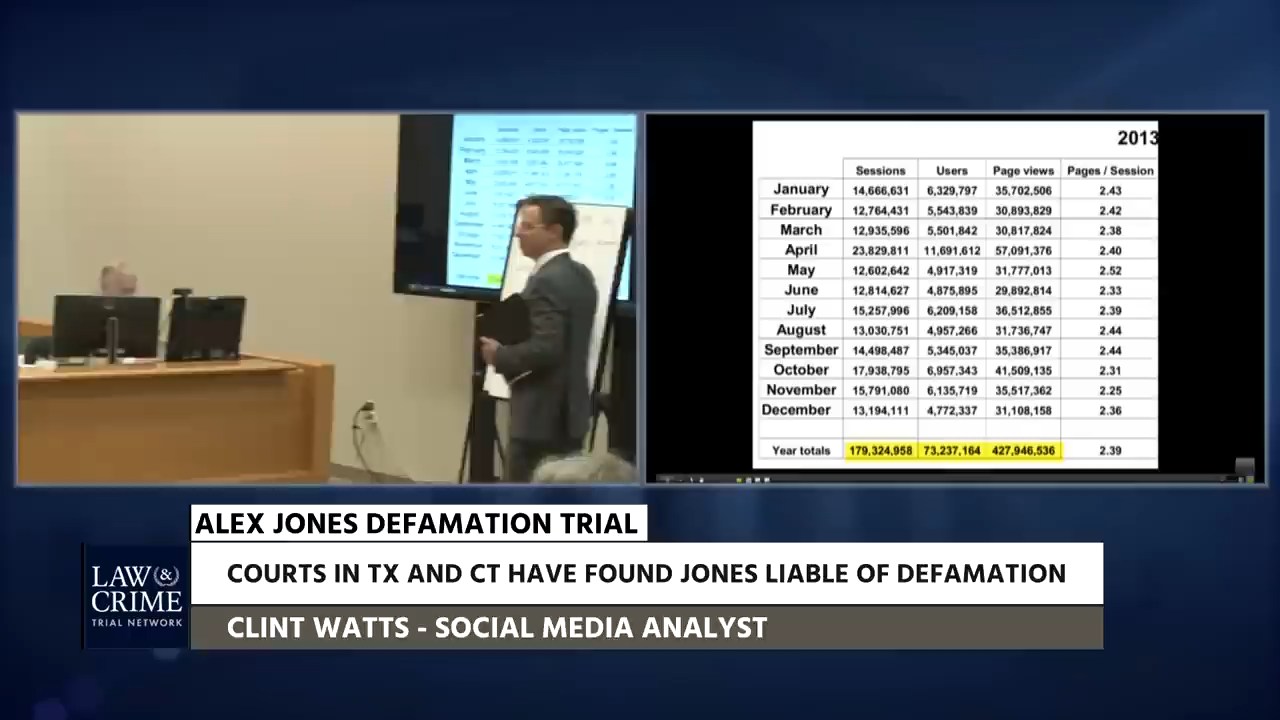 2013
Sessions Users Page views Pages / Session
January 14,666,631 6,329,797 35,702,506 2.43
February 12,764,431 5,543,839 30,893,829 2.42
March 12,935,596 5,501,842 30,817,824 2.38
April 23,829,811 11,691,612 57,091,376 2.40
May 12,602,642 4,917,319 31,777,013 2.52
June 12,814,627 4,875,895 29,892,814 2.33
July 15,257,996 6,209,158 36,512,855 2.39
August 13,030,751 4,957,266 31,736,747 2.44
September 14,498,487 5,345,037 35,386,917 2.44
October 17,938,795 6,957,343 41,509,135 2.31
November 15,791,080 6,135,719 35,517,362 2.25
December 13,194,111 4,772,337 31,108,158 2.36
Year totals 179,324,958 73,237,164 427,946,536 2.39
ALEX JONES DEFAMATION TRIAL
COURTS IN TX AND CT HAVE FOUND JONES LIABLE OF DEFAMATION
CLINT WATTS - SOCIAL MEDIA ANALYST
LAW &
CRIME
TRIAL NETWORK